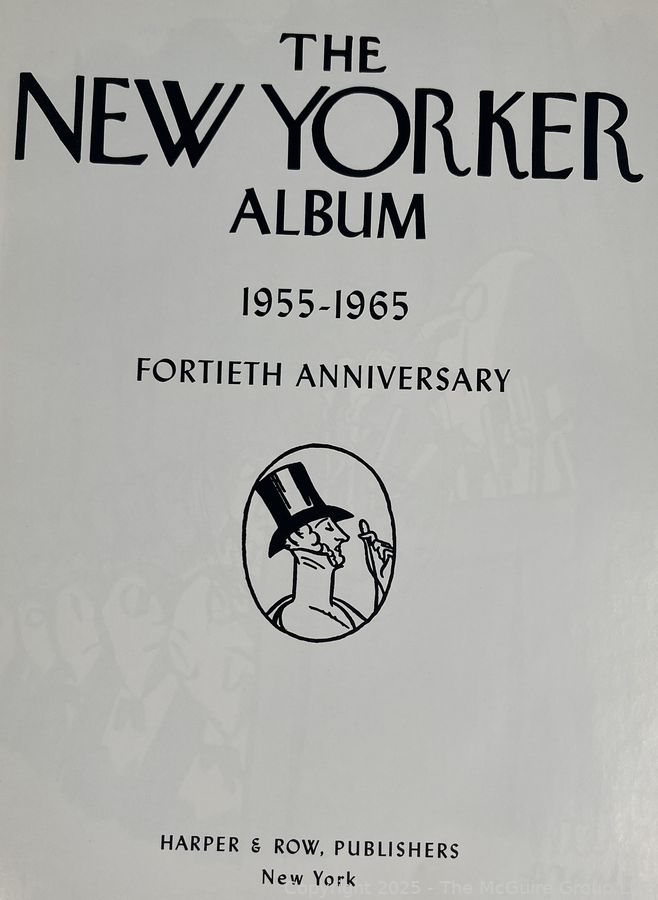 THE
NEW YORKER
ALBUM
1955-1965
FORTIETH ANNIVERSARY
HARPER & ROW, PUBLISHERS
New York
Copyright 2025 - The McGuire Group L